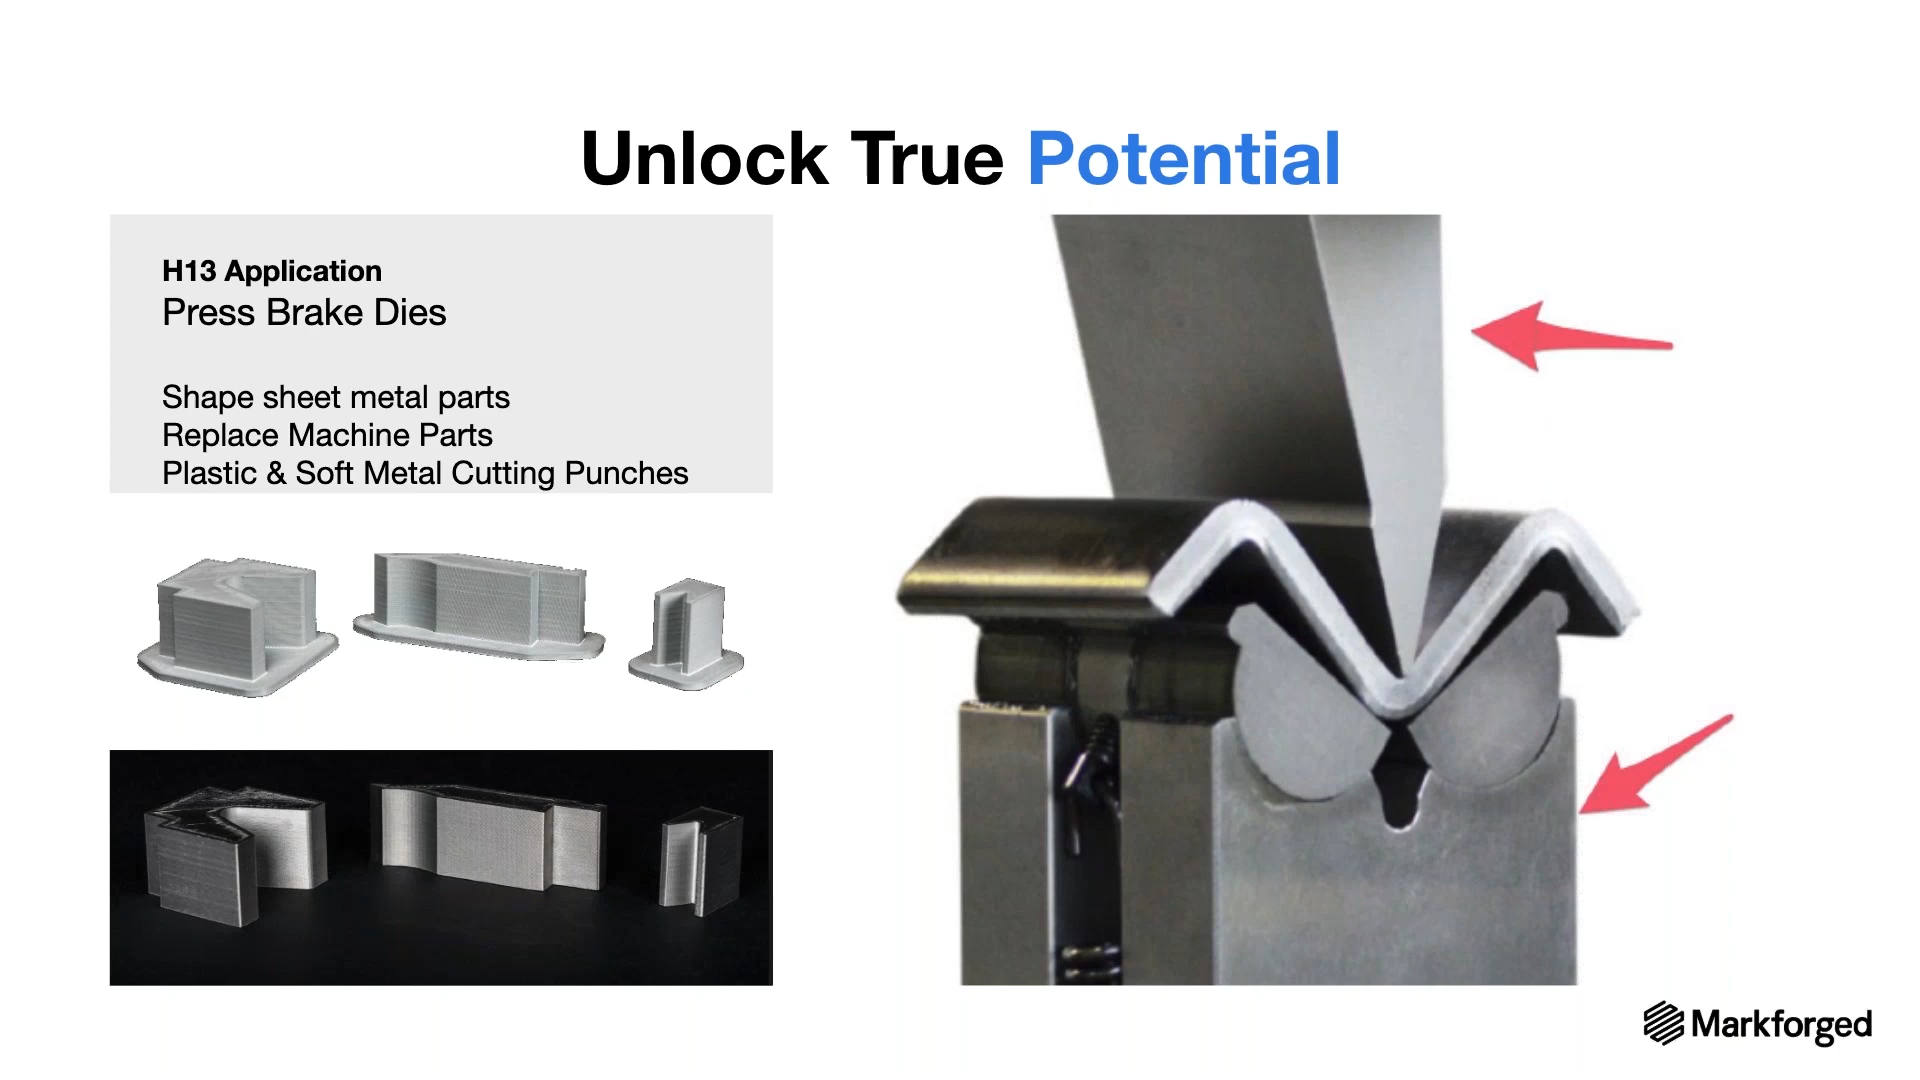 Unlock True Potential
H13 Application
Press Brake Dies
Shape sheet metal parts
Replace Machine Parts
Plastic & Soft Metal Cutting Punches
Markforged